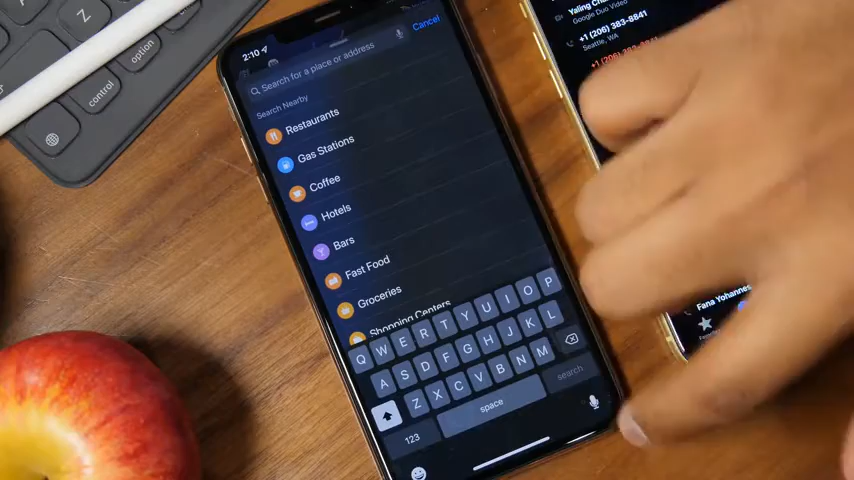 A
Z
option
control
2:10
Cancel
Search for a place or address
Search Nearby
Restaurants
Gas Stations
Coffee
Hotels
Bars
Fast Food
Groceries
Shopping Centers
Q W E R T Y U I O P
A S D F G H J K L
Z X C V B N M
123
space
search
Yaling Ch
Google Duo Video
+1 (206) 383-8841
Seattle, WA
Fana Yohannes